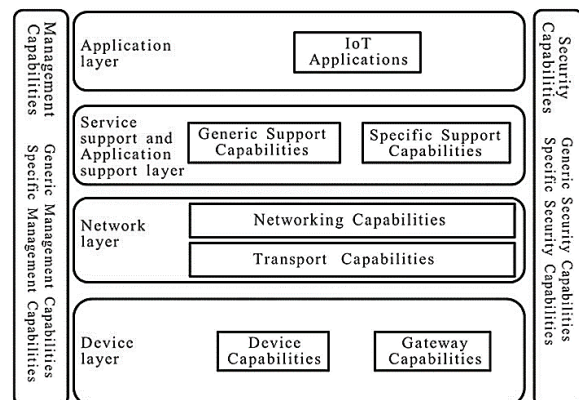 Management
Capabilities
Generic Management Capabilities
Specific Management Capabilities
Application
layer
IoT
Applications
Service
support and
Application
support layer
Generic Support
Capabilities
Specific Support
Capabilities
Network
layer
Networking Capabilities
Transport Capabilities
Device
layer
Device
Capabilities
Gateway
Capabilities
Security
Capabilities
Generic Security Capabilities
Specific Security Capabilities